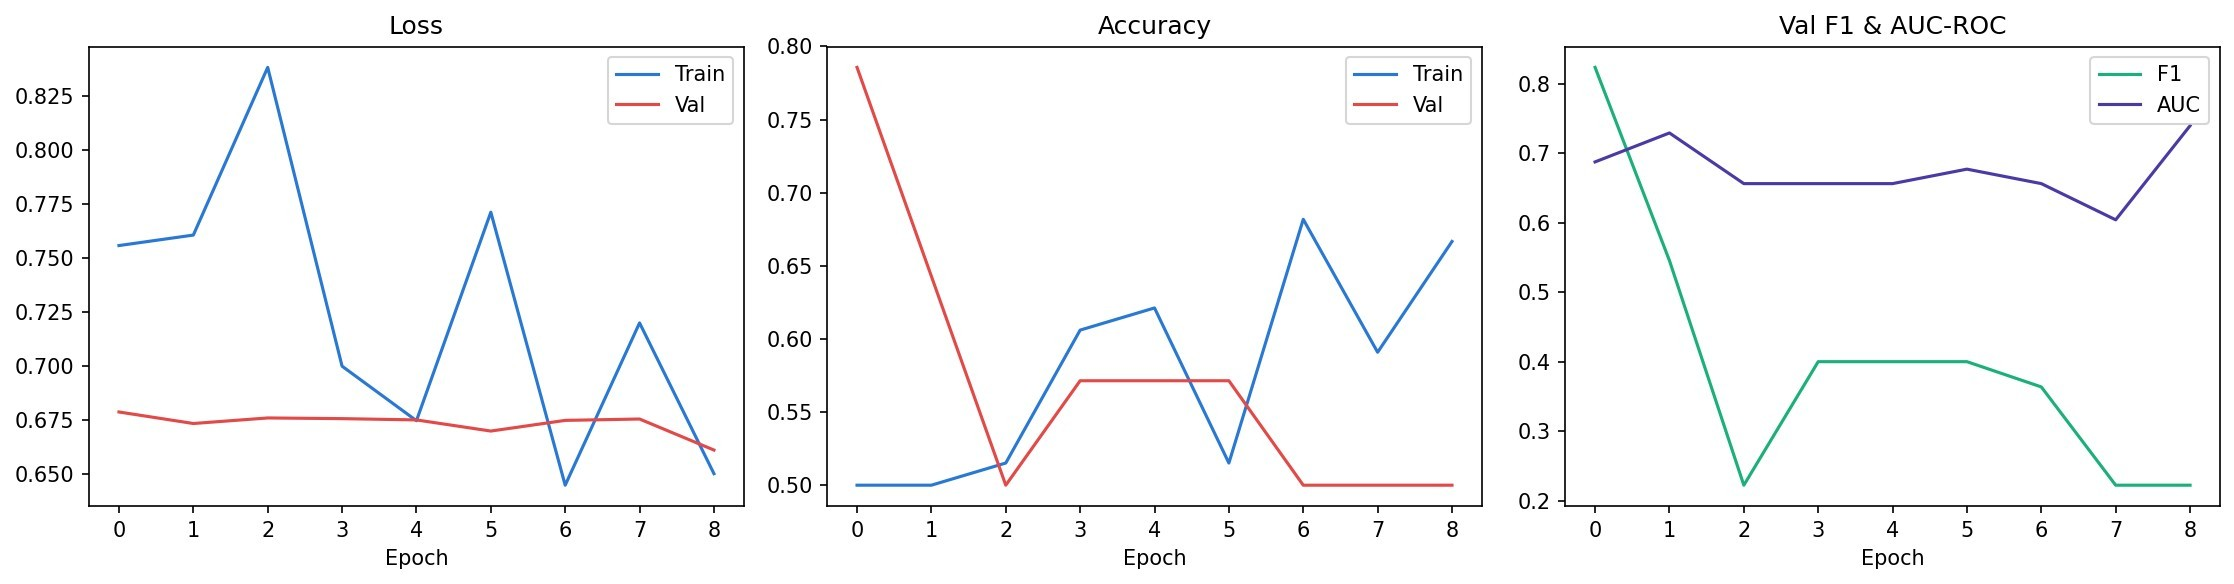 Loss
0.825
0.800
0.775
0.750
0.725
0.700
0.675
0.650
Train
Val
0 1 2 3 4 5 6 7 8
Epoch
Accuracy
0.80
0.75
0.70
0.65
0.60
0.55
0.50
Train
Val
0 1 2 3 4 5 6 7 8
Epoch
Val F1 & AUC-ROC
0.8
0.7
0.6
0.5
0.4
0.3
0.2
F1
AUC
0 1 2 3 4 5 6 7 8
Epoch